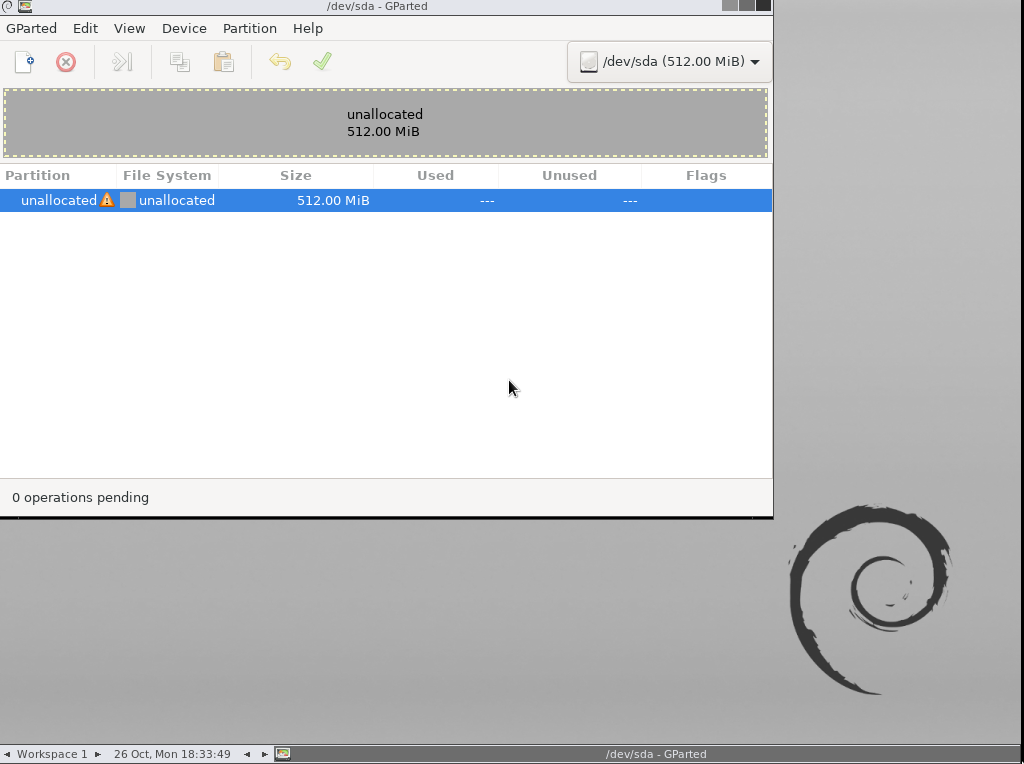 /dev/sda - GParted
GParted Edit View Device Partition Help
/dev/sda (512.00 MiB)
unallocated
512.00 MiB
Partition File System Size Used Unused Flags
unallocated unallocated 512.00 MiB --- ---
0 operations pending
Workspace 1 26 Oct, Mon 18:33:49 /dev/sda - GParted